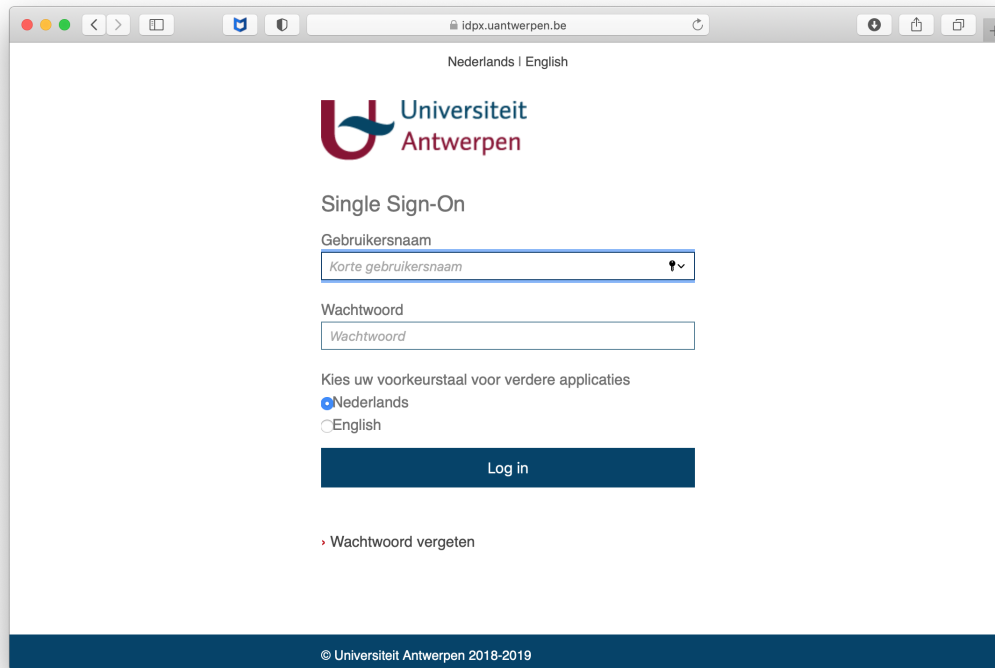 idpx.uantwerpen.be
Nederlands | English
Universiteit
Antwerpen
Single Sign-On
Gebruikersnaam
Korte gebruikersnaam
Wachtwoord
Wachtwoord
Kies uw voorkeurstaal voor verdere applicaties
Nederlands
English
Log in
› Wachtwoord vergeten
© Universiteit Antwerpen 2018-2019